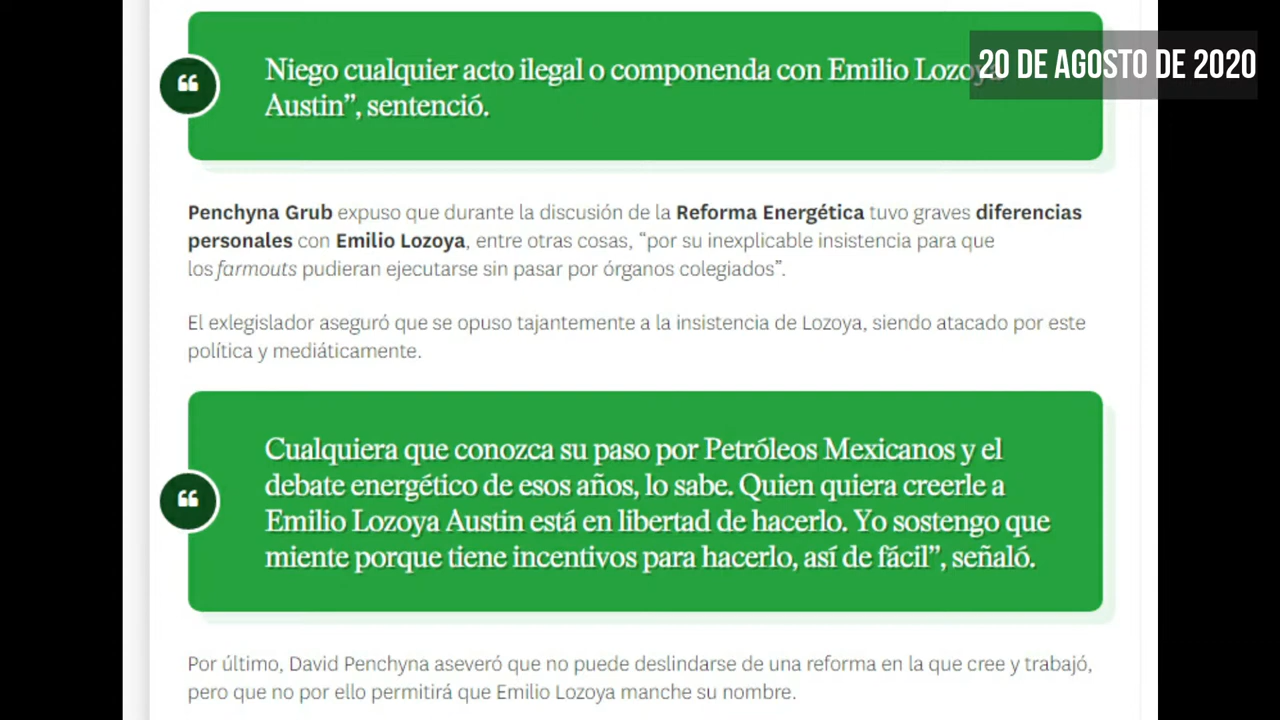 20 DE AGOSTO DE 2020
Niego cualquier acto ilegal o componenda con Emilio Lozoya
Austin”, sentenció.
Penchyna Grub expuso que durante la discusión de la Reforma Energética tuvo graves diferencias
personales con Emilio Lozoya, entre otras cosas, “por su inexplicable insistencia para que
los farmouts pudieran ejecutarse sin pasar por órganos colegiados”.
El exlegislador aseguró que se opuso tajantemente a la insistencia de Lozoya, siendo atacado por este
política y mediáticamente.
Cualquiera que conozca su paso por Petróleos Mexicanos y el
debate energético de esos años, lo sabe. Quien quiera creerle a
Emilio Lozoya Austin está en libertad de hacerlo. Yo sostengo que
miente porque tiene incentivos para hacerlo, así de fácil”, señaló.
Por último, David Penchyna aseveró que no puede deslindarse de una reforma en la que cree y trabajó,
pero que no por ello permitirá que Emilio Lozoya manche su nombre.